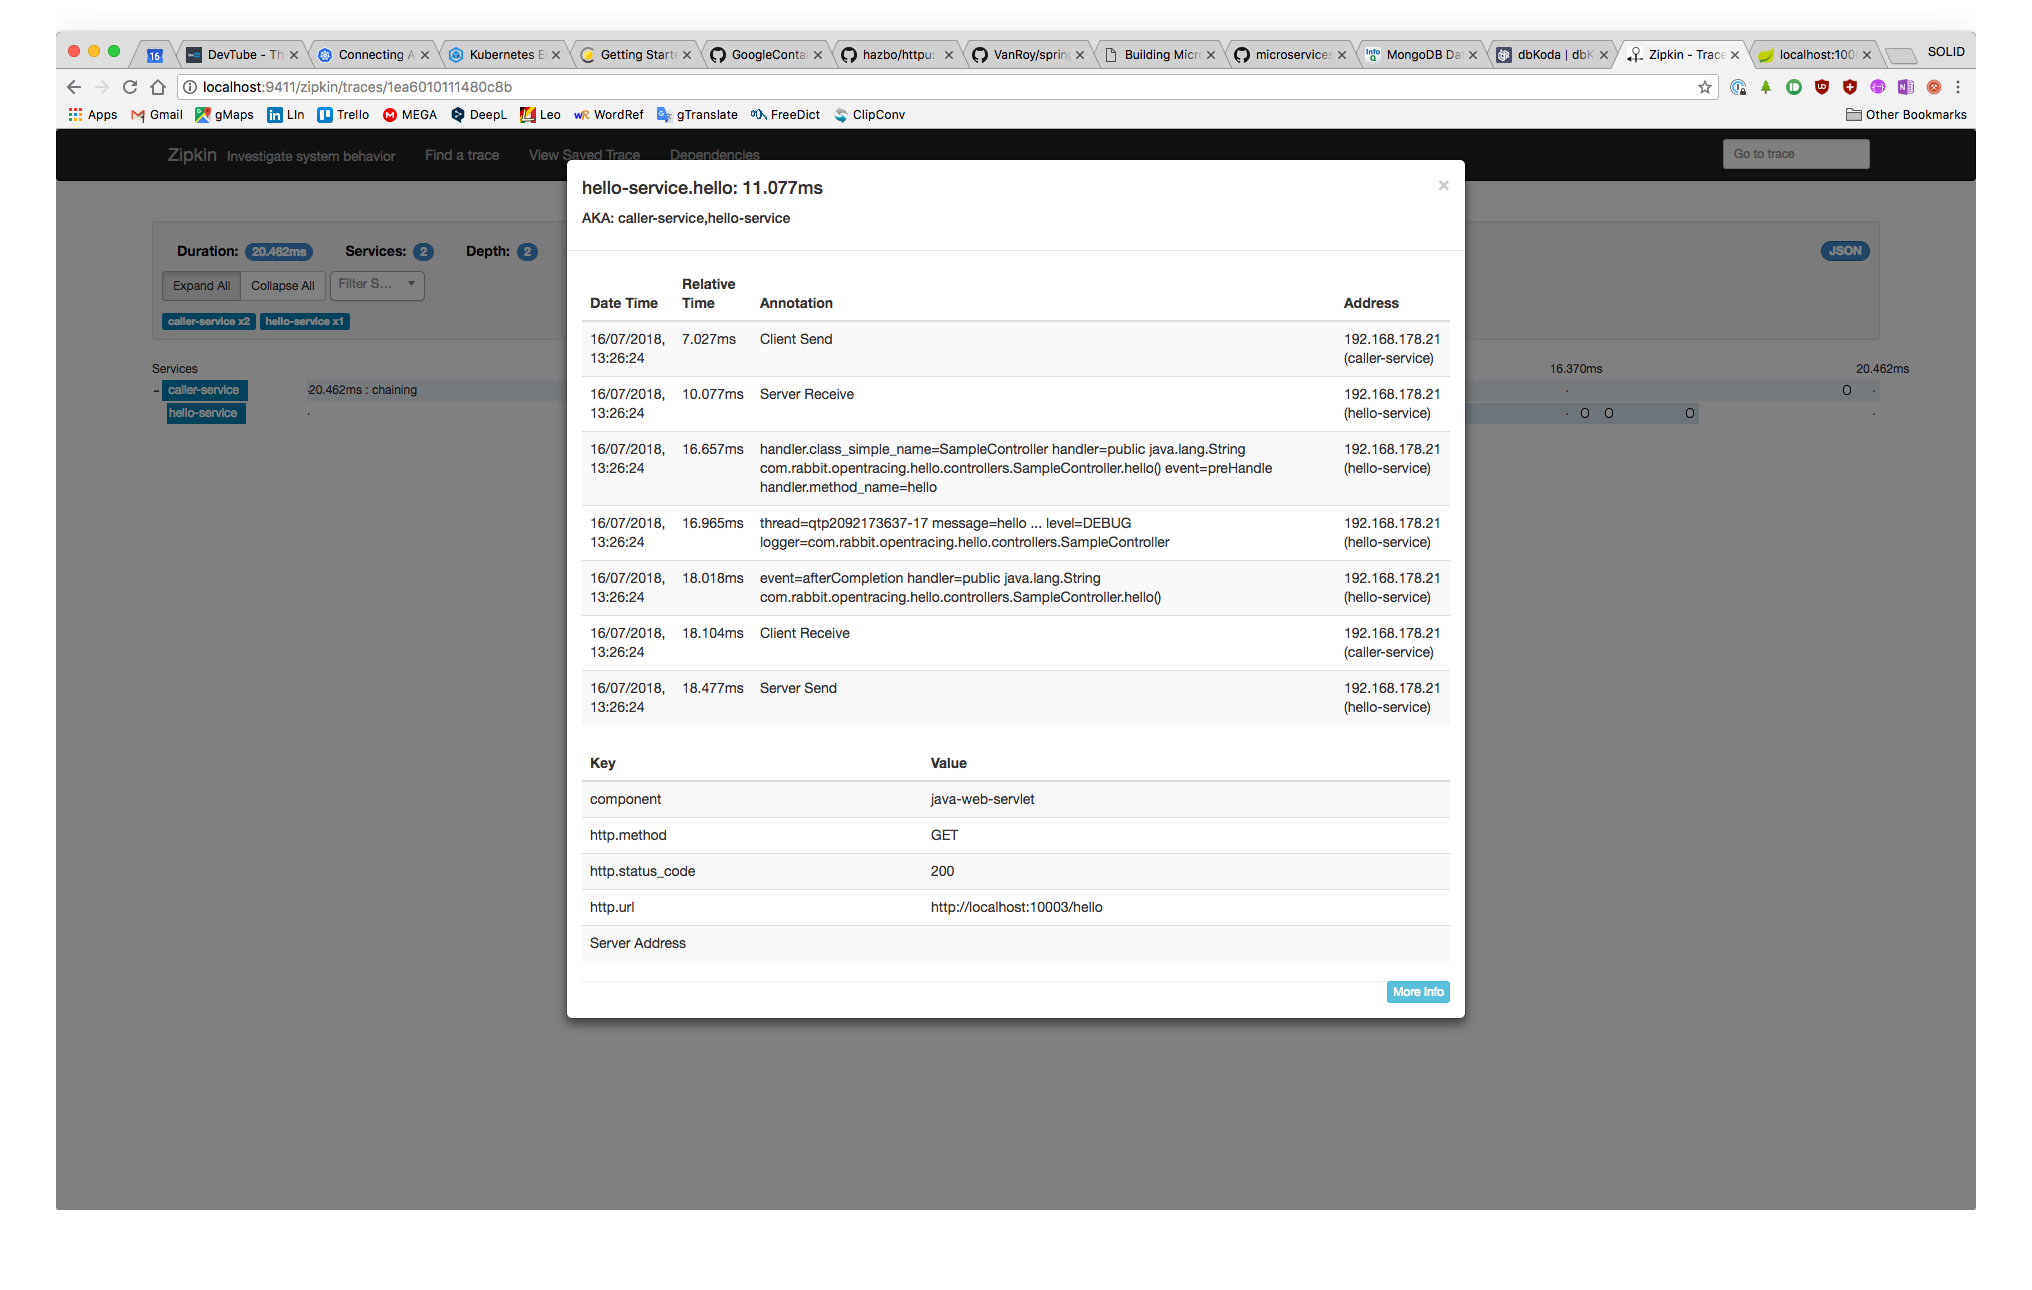 16 DevTube - Th Connecting A Kubernetes E Getting Starte GoogleContai hazbo/httpu: VanRoy/spring Building Micro microservices MongoDB Dat dbKoda | dbK Zipkin - Trace localhost:100 SOLID
localhost:9411/zipkin/traces/1ea6010111480c8b
Apps Gmail gMaps LIn Trello MEGA DeepL Leo WordRef gTranslate FreeDict ClipConv Other Bookmarks
Zipkin Investigate system behavior Find a trace View Saved Trace Dependencies Go to trace
hello-service.hello: 11.077ms ×
AKA: caller-service,hello-service
Duration: 20.462ms Services: 2 Depth: 2 JSON
Expand All Collapse All Filter S...
caller-service x2 hello-service x1
Services 16.370ms 20.462ms
- caller-service 20.462ms : chaining O
hello-service O O O
Relative
Date Time Time Annotation Address
16/07/2018, 7.027ms Client Send 192.168.178.21
13:26:24 (caller-service)
16/07/2018, 10.077ms Server Receive 192.168.178.21
13:26:24 (hello-service)
16/07/2018, 16.657ms handler.class_simple_name=SampleController handler=public java.lang.String 192.168.178.21
13:26:24 com.rabbit.opentracing.hello.controllers.SampleController.hello() event=preHandle (hello-service)
handler.method_name=hello
16/07/2018, 16.965ms thread=qtp2092173637-17 message=hello ... level=DEBUG 192.168.178.21
13:26:24 logger=com.rabbit.opentracing.hello.controllers.SampleController (hello-service)
16/07/2018, 18.018ms event=afterCompletion handler=public java.lang.String 192.168.178.21
13:26:24 com.rabbit.opentracing.hello.controllers.SampleController.hello() (hello-service)
16/07/2018, 18.104ms Client Receive 192.168.178.21
13:26:24 (caller-service)
16/07/2018, 18.477ms Server Send 192.168.178.21
13:26:24 (hello-service)
Key Value
component java-web-servlet
http.method GET
http.status_code 200
http.url http://localhost:10003/hello
Server Address
More Info